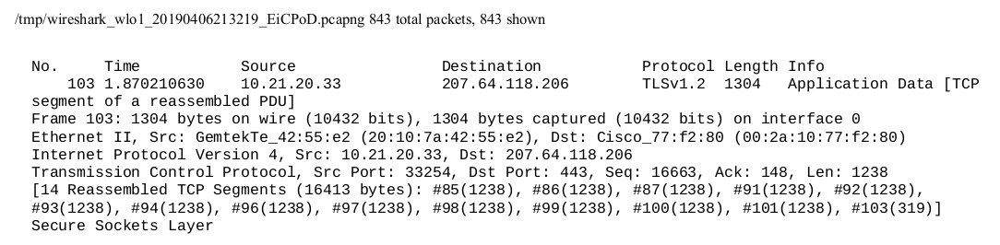 /tmp/wireshark_wlo1_20190406213219_EiCPoD.pcapng 843 total packets, 843 shown
No. Time Source Destination Protocol Length Info
103 1.870210630 10.21.20.33 207.64.118.206 TLSv1.2 1304 Application Data [TCP
segment of a reassembled PDU]
Frame 103: 1304 bytes on wire (10432 bits), 1304 bytes captured (10432 bits) on interface 0
Ethernet II, Src: GemtekTe_42:55:e2 (20:10:7a:42:55:e2), Dst: Cisco_77:f2:80 (00:2a:10:77:f2:80)
Internet Protocol Version 4, Src: 10.21.20.33, Dst: 207.64.118.206
Transmission Control Protocol, Src Port: 33254, Dst Port: 443, Seq: 16663, Ack: 148, Len: 1238
[14 Reassembled TCP Segments (16413 bytes): #85(1238), #86(1238), #87(1238), #91(1238), #92(1238),
#93(1238), #94(1238), #96(1238), #97(1238), #98(1238), #99(1238), #100(1238), #101(1238), #103(319)]
Secure Sockets Layer